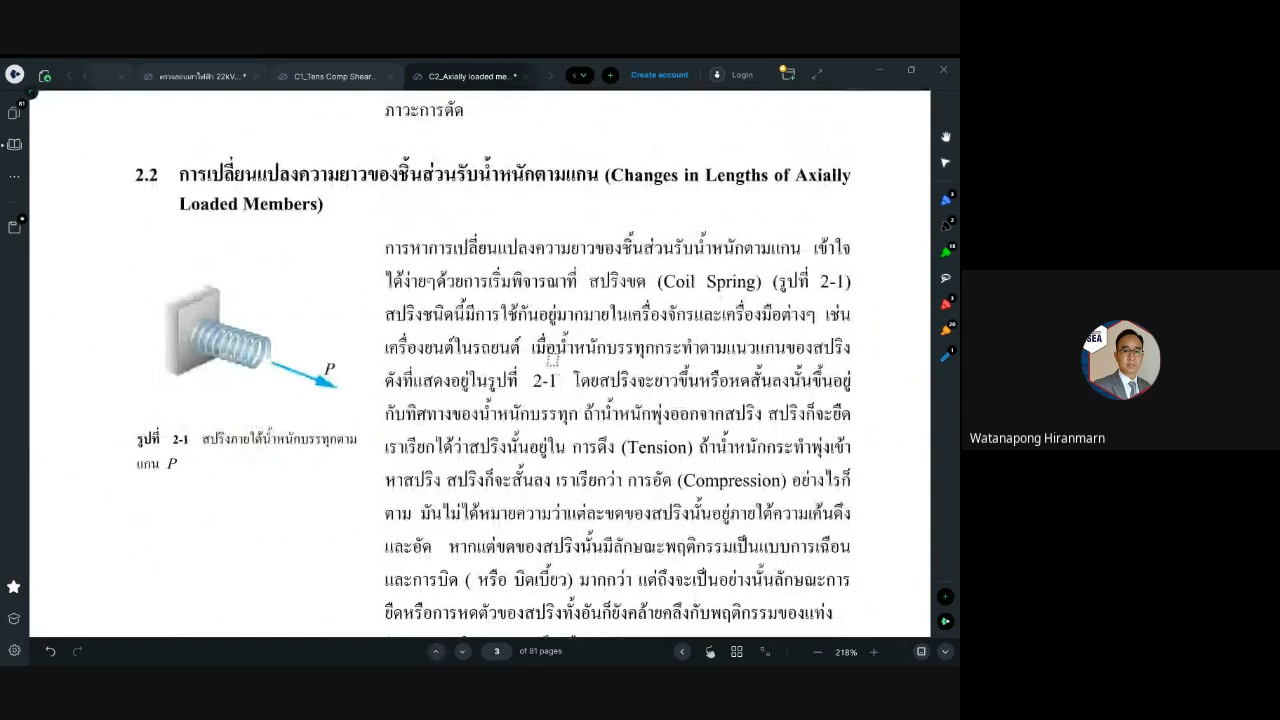 ตรวจสอบเสาไฟฟ้า 22kV...*
C1_Tens Comp Shear...
C2_Axially loaded me...*
6
Create account
Login
81
ภาวะการดัด
2.2 การเปลี่ยนแปลงความยาวของชิ้นส่วนรับน้ำหนักตามแกน (Changes in Lengths of Axially
Loaded Members)
P
รูปที่ 2-1 สปริงภายใต้น้ำหนักบรรทุกตาม
แกน P
การหาการเปลี่ยนแปลงความยาวของชิ้นส่วนรับน้ำหนักตามแกน เข้าใจ
ได้ง่ายๆด้วยการเริ่มพิจารณาที่ สปริงขด (Coil Spring) (รูปที่ 2-1)
สปริงชนิดนี้มีการใช้กันอยู่มากมายในเครื่องจักรและเครื่องมือต่างๆ เช่น
เครื่องยนต์ในรถยนต์ เมื่อน้ำหนักบรรทุกกระทำตามแนวแกนของสปริง
ดังที่แสดงอยู่ในรูปที่ 2-1 โดยสปริงจะยาวขึ้นหรือหดสั้นลงนั้นขึ้นอยู่
กับทิศทางของน้ำหนักบรรทุก ถ้าน้ำหนักพุ่งออกจากสปริง สปริงก็จะยืด
เราเรียกได้ว่าสปริงนั้นอยู่ใน การดึง (Tension) ถ้าน้ำหนักกระทำพุ่งเข้า
หาสปริง สปริงก็จะสั้นลง เราเรียกว่า การอัด (Compression) อย่างไรก็
ตาม มันไม่ได้หมายความว่าแต่ละขดของสปริงนั้นอยู่ภายใต้ความเค้นดึง
และอัด หากแต่ขดของสปริงนั้นมีลักษณะพฤติกรรมเป็นแบบการเฉือน
และการบิด ( หรือ บิดเบี้ยว) มากกว่า แต่ถึงจะเป็นอย่างนั้นลักษณะการ
ยืดหรือการหดตัวของสปริงทั้งอันก็ยังคล้ายคลึงกับพฤติกรรมของแท่ง
3
of 81 pages
218%
SEA
Watanapong Hiranmarn